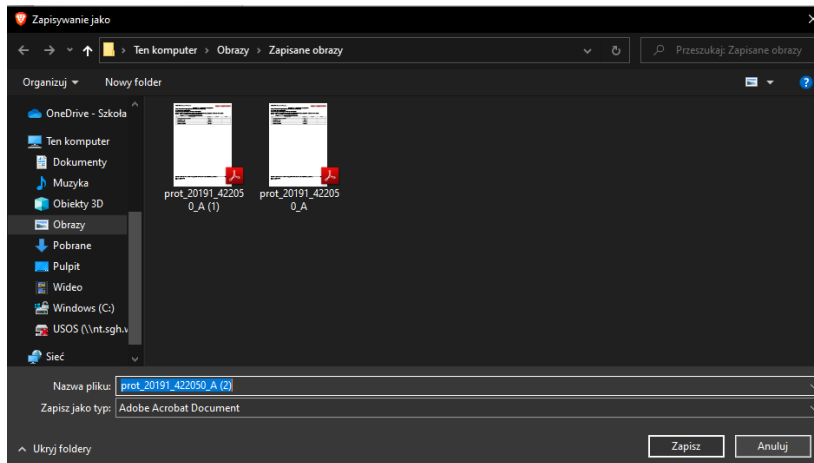 Zapisywanie jako
Ten komputer > Obrazy > Zapisane obrazy
Przeszukaj: Zapisane obrazy
Organizuj
Nowy folder
OneDrive - Szkoła
Ten komputer
Dokumenty
Muzyka
Obiekty 3D
Obrazy
Pobrane
Pulpit
Wideo
Windows (C:)
USOS (\\nt.sgh.w
Sieć
prot_20191_42205
0_A (1)
prot_20191_42205
0_A
Nazwa pliku: prot_20191_422050_A (2)
Zapisz jako typ: Adobe Acrobat Document
Ukryj foldery
Zapisz
Anuluj